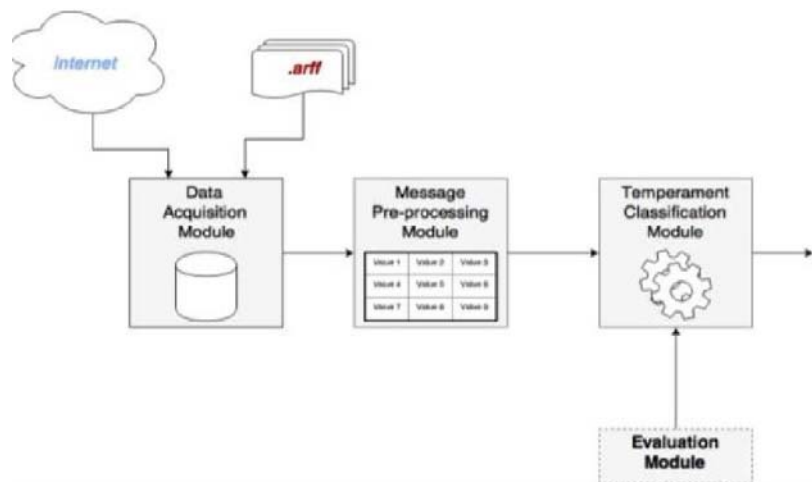 Internet
.arff
Data
Acquisition
Module
Message
Pre-processing
Module
Value 1 Value 2 Value 3
Value 4 Value 5 Value 6
Value 7 Value 8 Value 9
Temperament
Classification
Module
Evaluation
Module